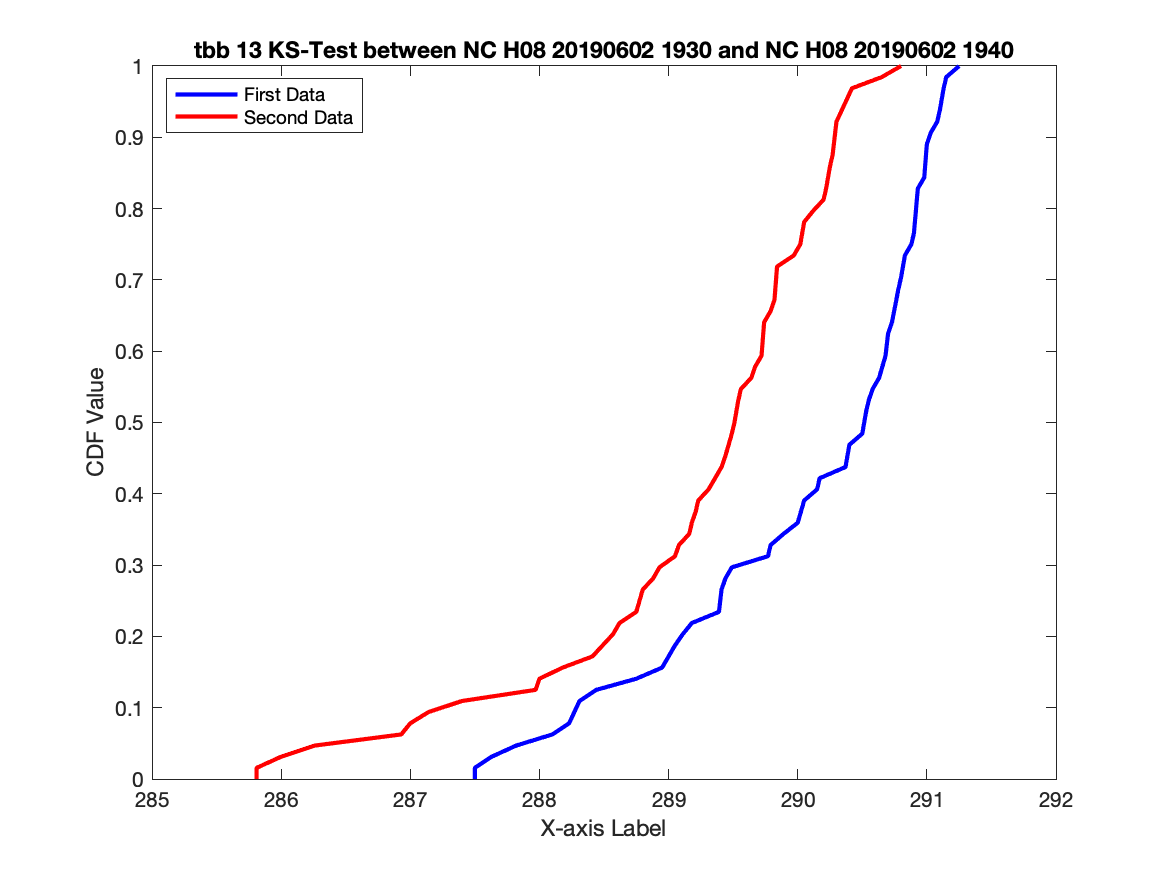 tbb 13 KS-Test between NC H08 20190602 1930 and NC H08 20190602 1940
First Data
Second Data
1
0.9
0.8
0.7
0.6
0.5
0.4
0.3
0.2
0.1
0
CDF Value
285 286 287 288 289 290 291 292
X-axis Label